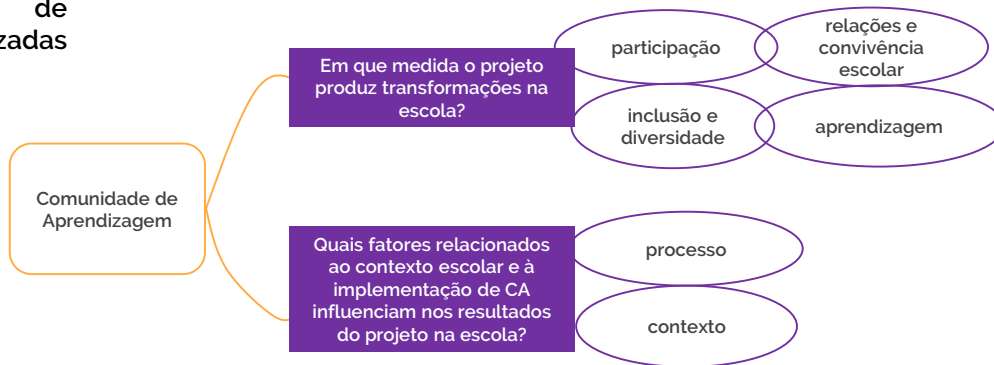 de
zadas
Em que medida o projeto
produz transformações na
escola?
participação
relações e
convivência
escolar
inclusão e
diversidade
aprendizagem
Comunidade de
Aprendizagem
Quais fatores relacionados
ao contexto escolar e à
implementação de CA
influenciam nos resultados
do projeto na escola?
processo
contexto